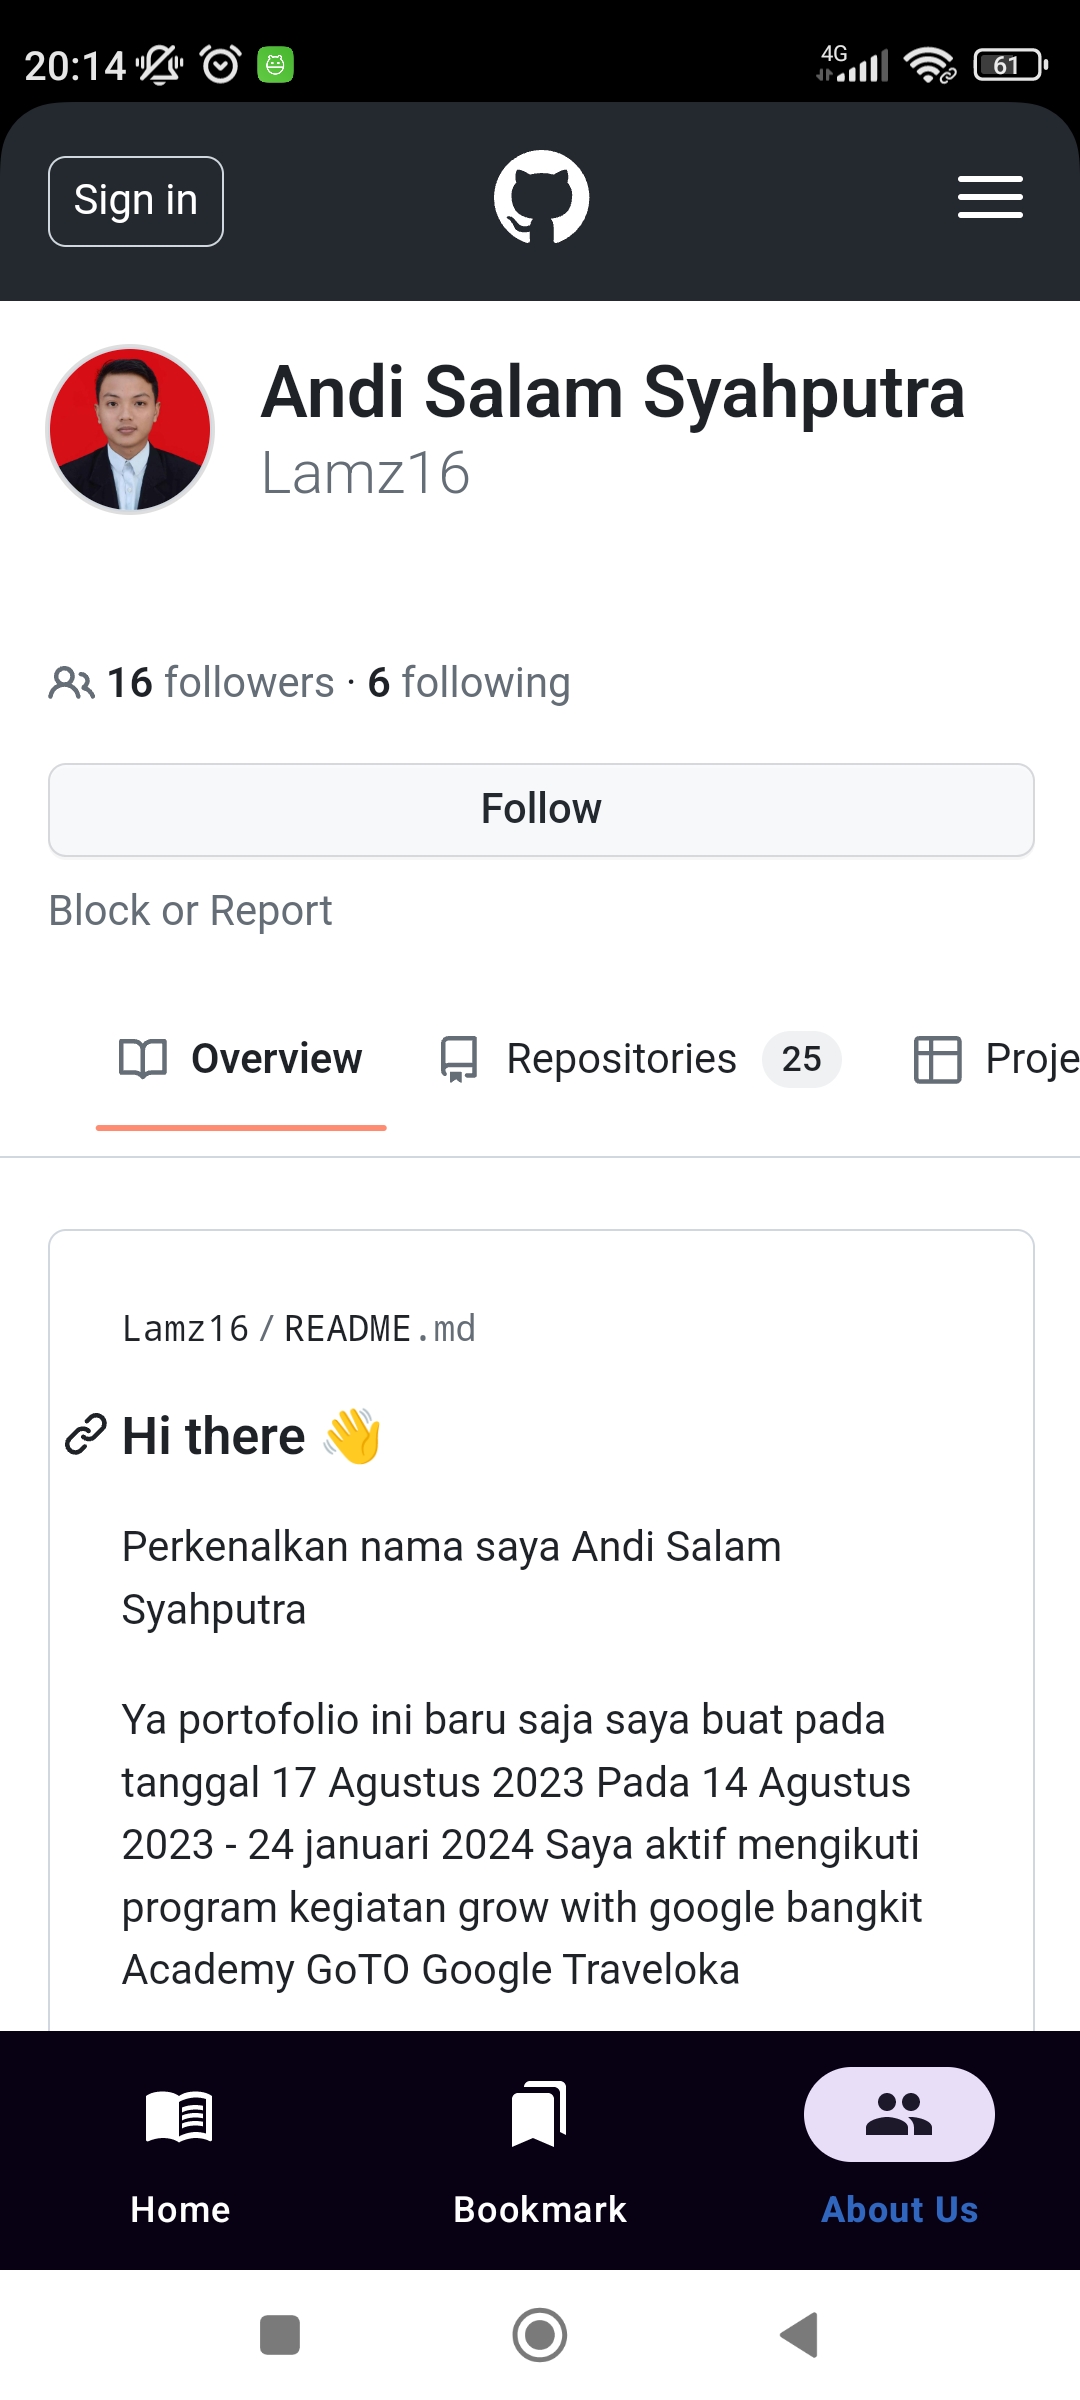 20:14
4G
61
Sign in
Andi Salam Syahputra
Lamz16
16 followers · 6 following
Follow
Block or Report
Overview
Repositories 25
Proje
Lamz16 / README.md
Hi there 👋
Perkenalkan nama saya Andi Salam
Syahputra
Ya portofolio ini baru saja saya buat pada
tanggal 17 Agustus 2023 Pada 14 Agustus
2023 - 24 januari 2024 Saya aktif mengikuti
program kegiatan grow with google bangkit
Academy GoTO Google Traveloka
Home
Bookmark
About Us